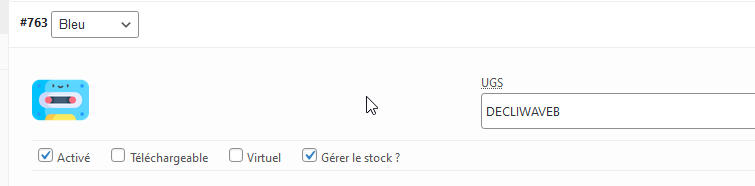 #763 Bleu
UGS
DECLIWAVEB
Activé Téléchargeable Virtuel Gérer le stock ?